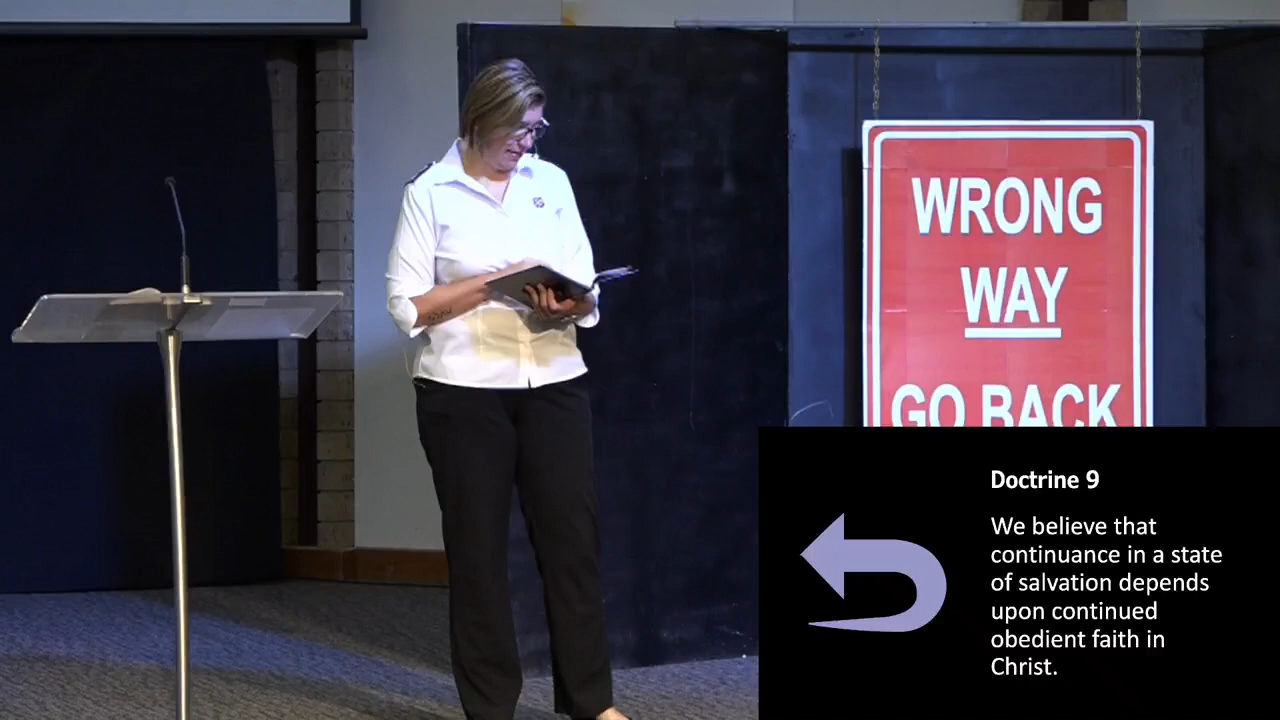 WRONG
WAY
GO BACK
Doctrine 9
We believe that
continuance in a state
of salvation depends
upon continued
obedient faith in
Christ.